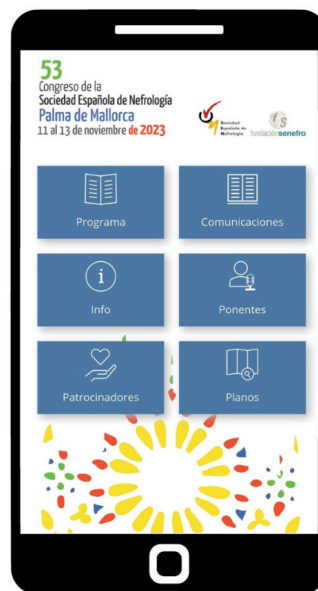 53
Congreso de la
Sociedad Española de Nefrología
Palma de Mallorca
11 al 13 de noviembre de 2023
Sociedad
Española de
Nefrología
fundaciónsenefro
Programa
Comunicaciones
Info
Ponentes
Patrocinadores
Planos